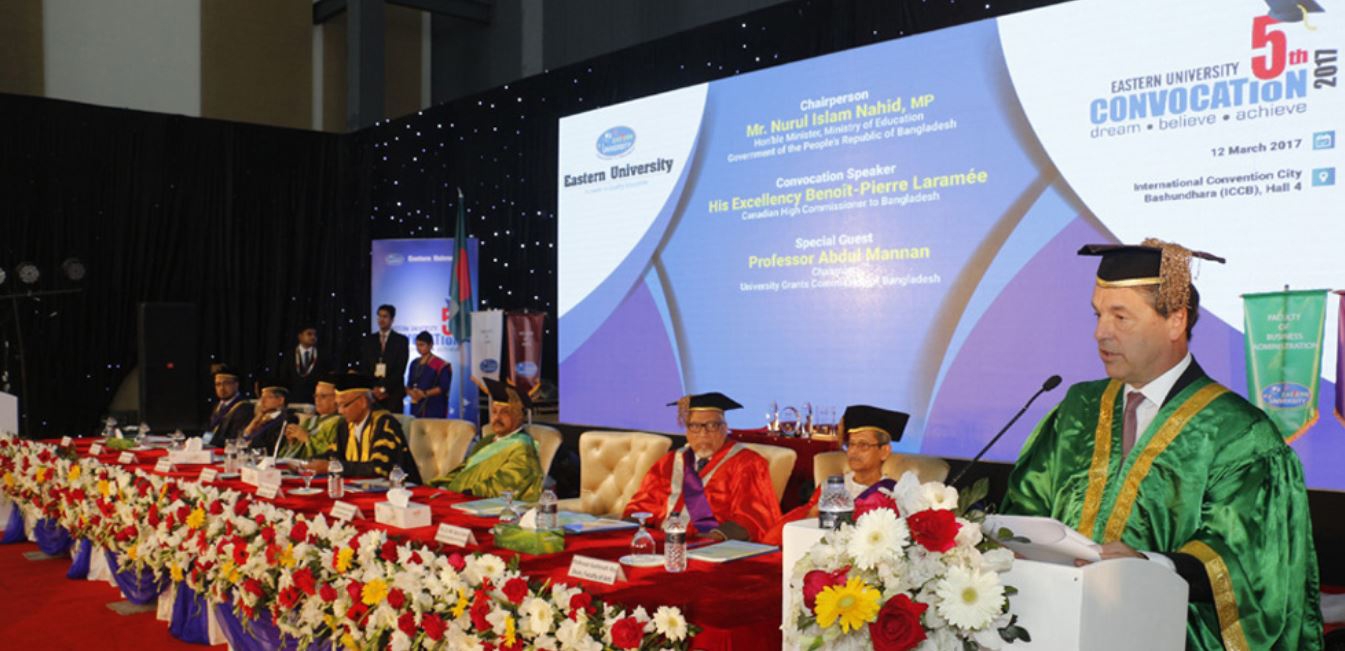 Eastern University
Chairperson
Mr. Nurul Islam Nahid, MP
Hon'ble Minister, Ministry of Education
Government of the People's Republic of Bangladesh
Convocation Speaker
His Excellency Benoît-Pierre Laramée
Canadian High Commissioner to Bangladesh
Special Guest
Professor Abdul Mannan
University Grants of Bangladesh
EASTERN UNIVERSITY
5th
CONVOCATION
2017
dream • believe • achieve
12 March 2017
International Convention City
Bashundhara (ICCB), Hall 4
Eastern
5
FACULTY
OF
BUSINESS
ADMINISTRATION